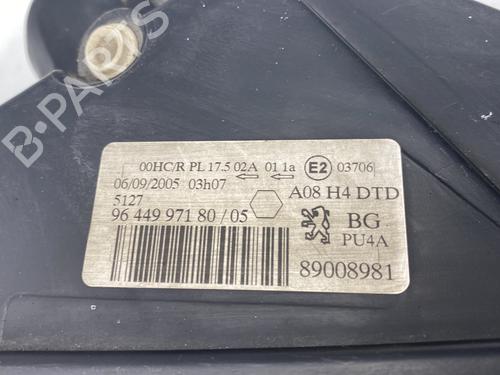 00HC/R PL 17.5 02A 01 1a E2 03706
06/09/2005 03h07 A08 H4 DTD
5127
96 449 971 80 / 05 BG
PU4A
89008981